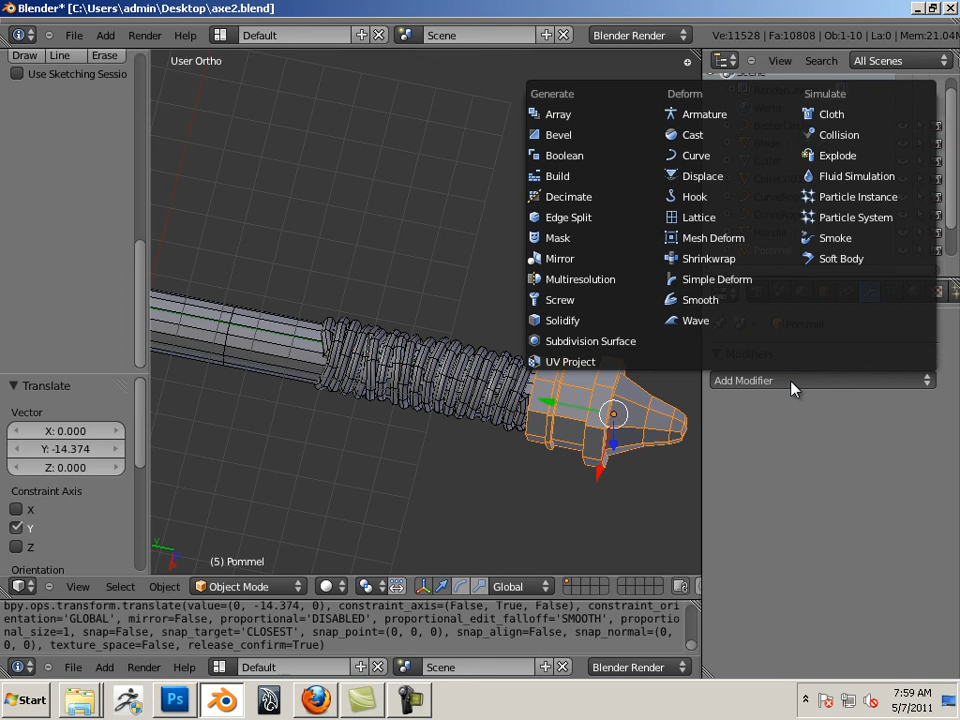 Blender* [C:\Users\admin\Desktop\axe2.blend]
File Add Render Help Default Scene Blender Render Ve:11528 | Fa:10808 | Ob:1-10 | La:0 | Mem:21.04M
Draw Line Erase
Use Sketching Sessio
User Ortho
View Search All Scenes
Generate Deform Simulate
Array Armature Cloth
Bevel Cast Collision
Boolean Curve Explode
Build Displace Fluid Simulation
Decimate Hook Particle Instance
Edge Split Lattice Particle System
Mask Mesh Deform Smoke
Mirror Shrinkwrap Soft Body
Multiresolution Simple Deform
Screw Smooth
Solidify Wave
Subdivision Surface
UV Project
Pommel
Modifiers
Add Modifier
Translate
Vector
X: 0.000
Y: -14.374
Z: 0.000
Constraint Axis
X
Y
Z
Orientation
(5) Pommel
View Select Object Object Mode Global
bpy.ops.transform.translate(value=(0, -14.374, 0), constraint_axis=(False, True, False), constraint_ori
entation='GLOBAL', mirror=False, proportional='DISABLED', proportional_edit_falloff='SMOOTH', proportio
nal_size=1, snap=False, snap_target='CLOSEST', snap_point=(0, 0, 0), snap_align=False, snap_normal=(0,
0, 0), texture_space=False, release_confirm=True)
File Add Render Help Default Scene Blender Render
Start Ps 7:59 AM
5/7/2011